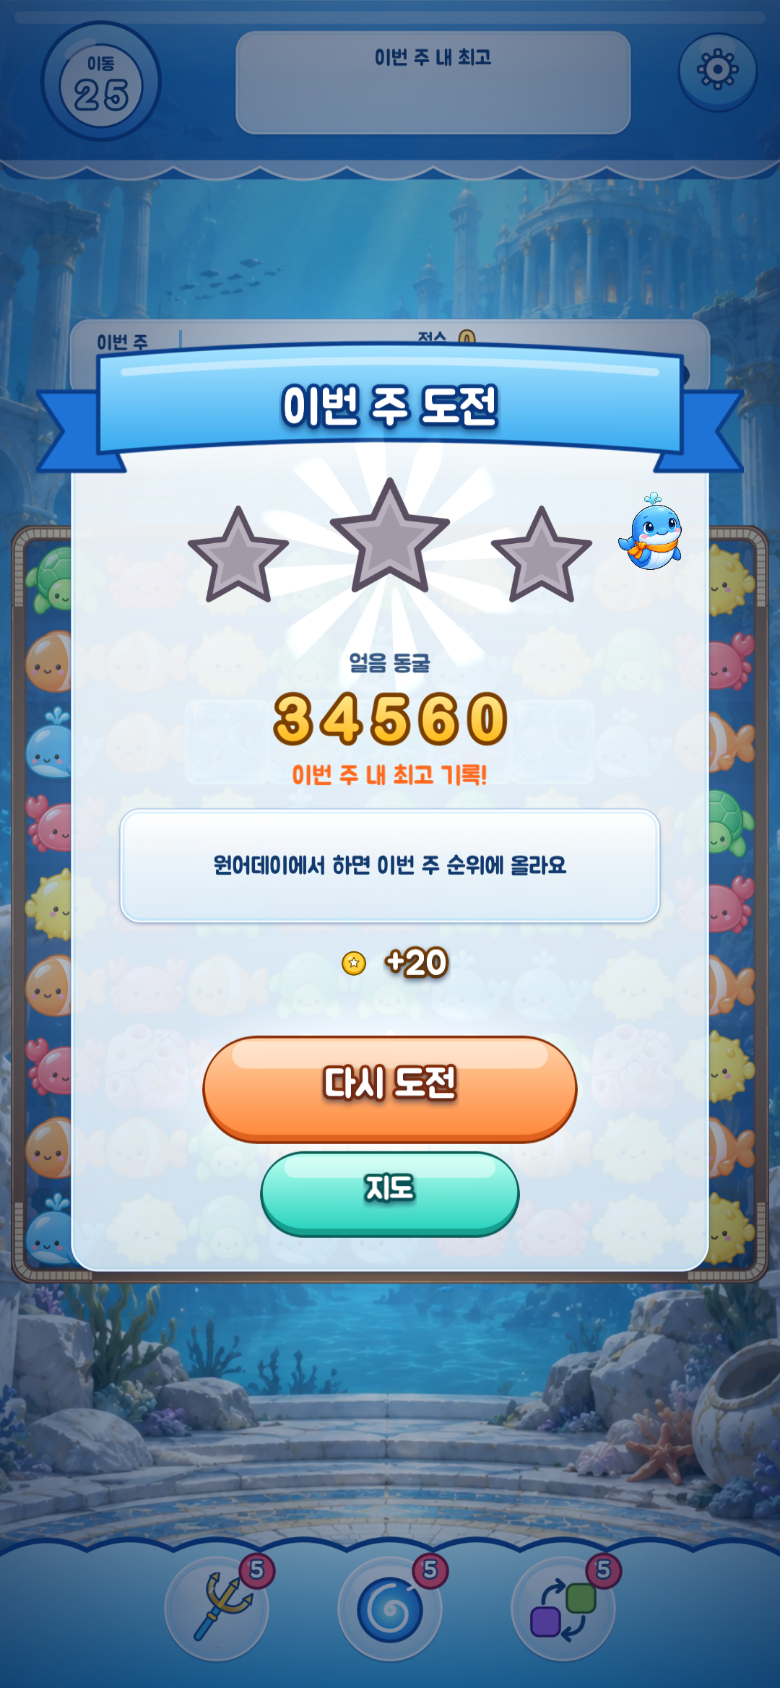 이동
25
이번 주 내 최고
이번 주
점수
이번 주 도전
얼음 동굴
34560
이번 주 내 최고 기록!
원어데이에서 하면 이번 주 순위에 올라요
+20
다시 도전
지도
5
5
5